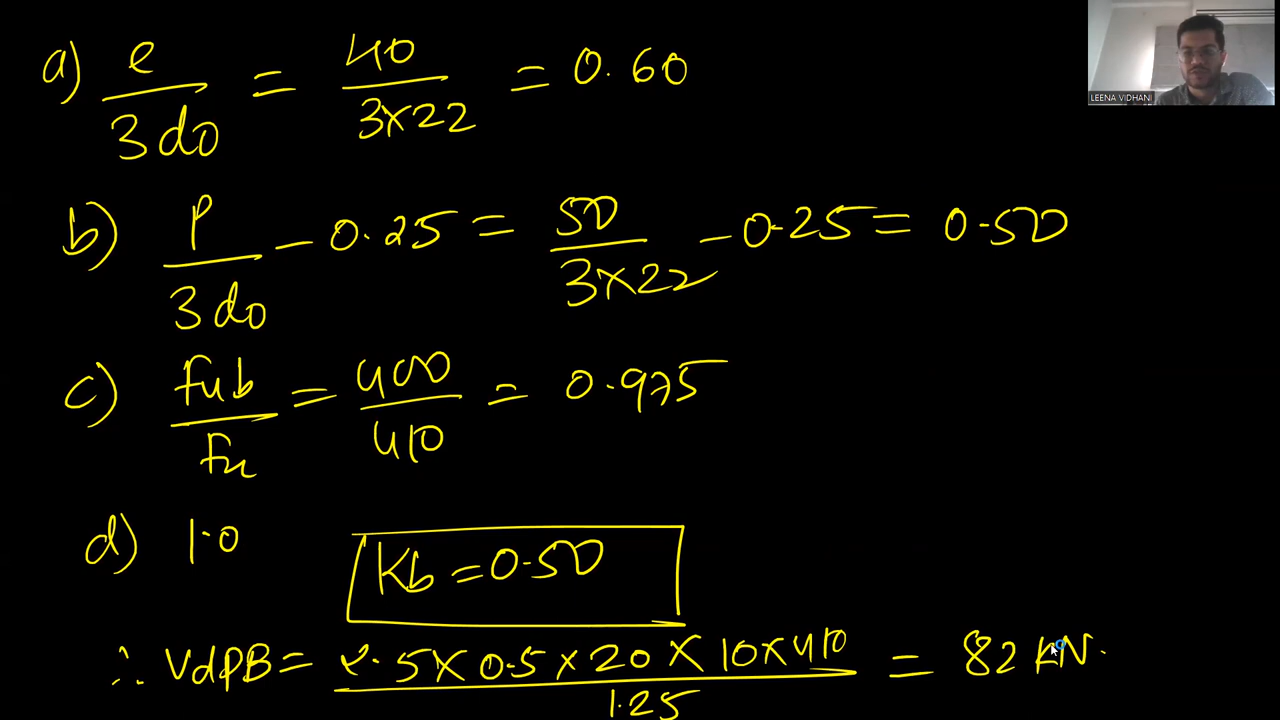 a) e/3do = 40/3x22 = 0.60
LEENA VIDHANI
b) P/3do - 0.25 = 50/3x22 - 0.25 = 0.50
c) fub/fu = 400/410 = 0.975
d) 1.0
Kb = 0.50
∴ VdPB = 2.5 x 0.5 x 20 x 10 x 410/1.25 = 82 KN.